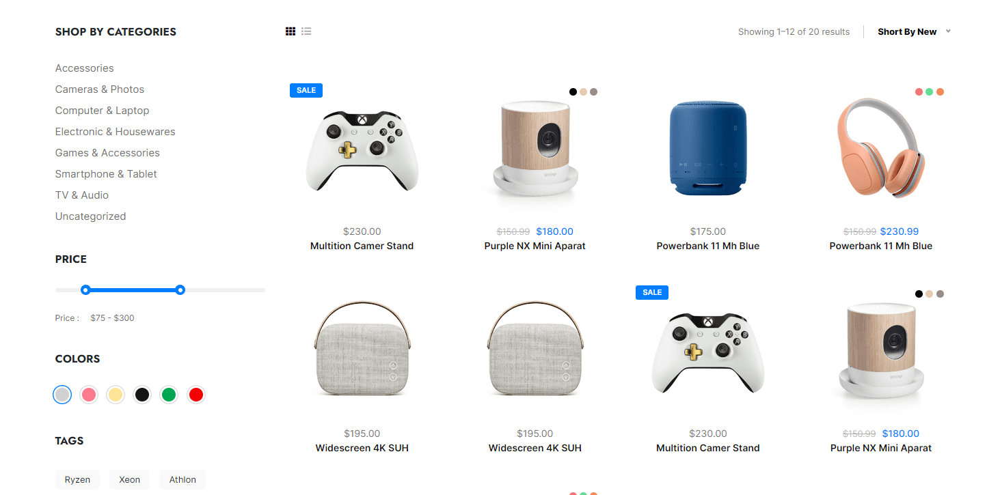 SHOP BY CATEGORIES
Accessories
Cameras & Photos
Computer & Laptop
Electronic & Housewares
Games & Accessories
Smartphone & Tablet
TV & Audio
Uncategorized
PRICE
Price : $75 - $300
COLORS
TAGS
Ryzen Xeon Athlon
Showing 1–12 of 20 results Short By New
SALE
$230.00
Multition Camer Stand
$150.99 $180.00
Purple NX Mini Aparat
$175.00
Powerbank 11 Mh Blue
$150.99 $230.99
Powerbank 11 Mh Blue
$195.00
Widescreen 4K SUH
$195.00
Widescreen 4K SUH
SALE
$230.00
Multition Camer Stand
$150.99 $180.00
Purple NX Mini Aparat